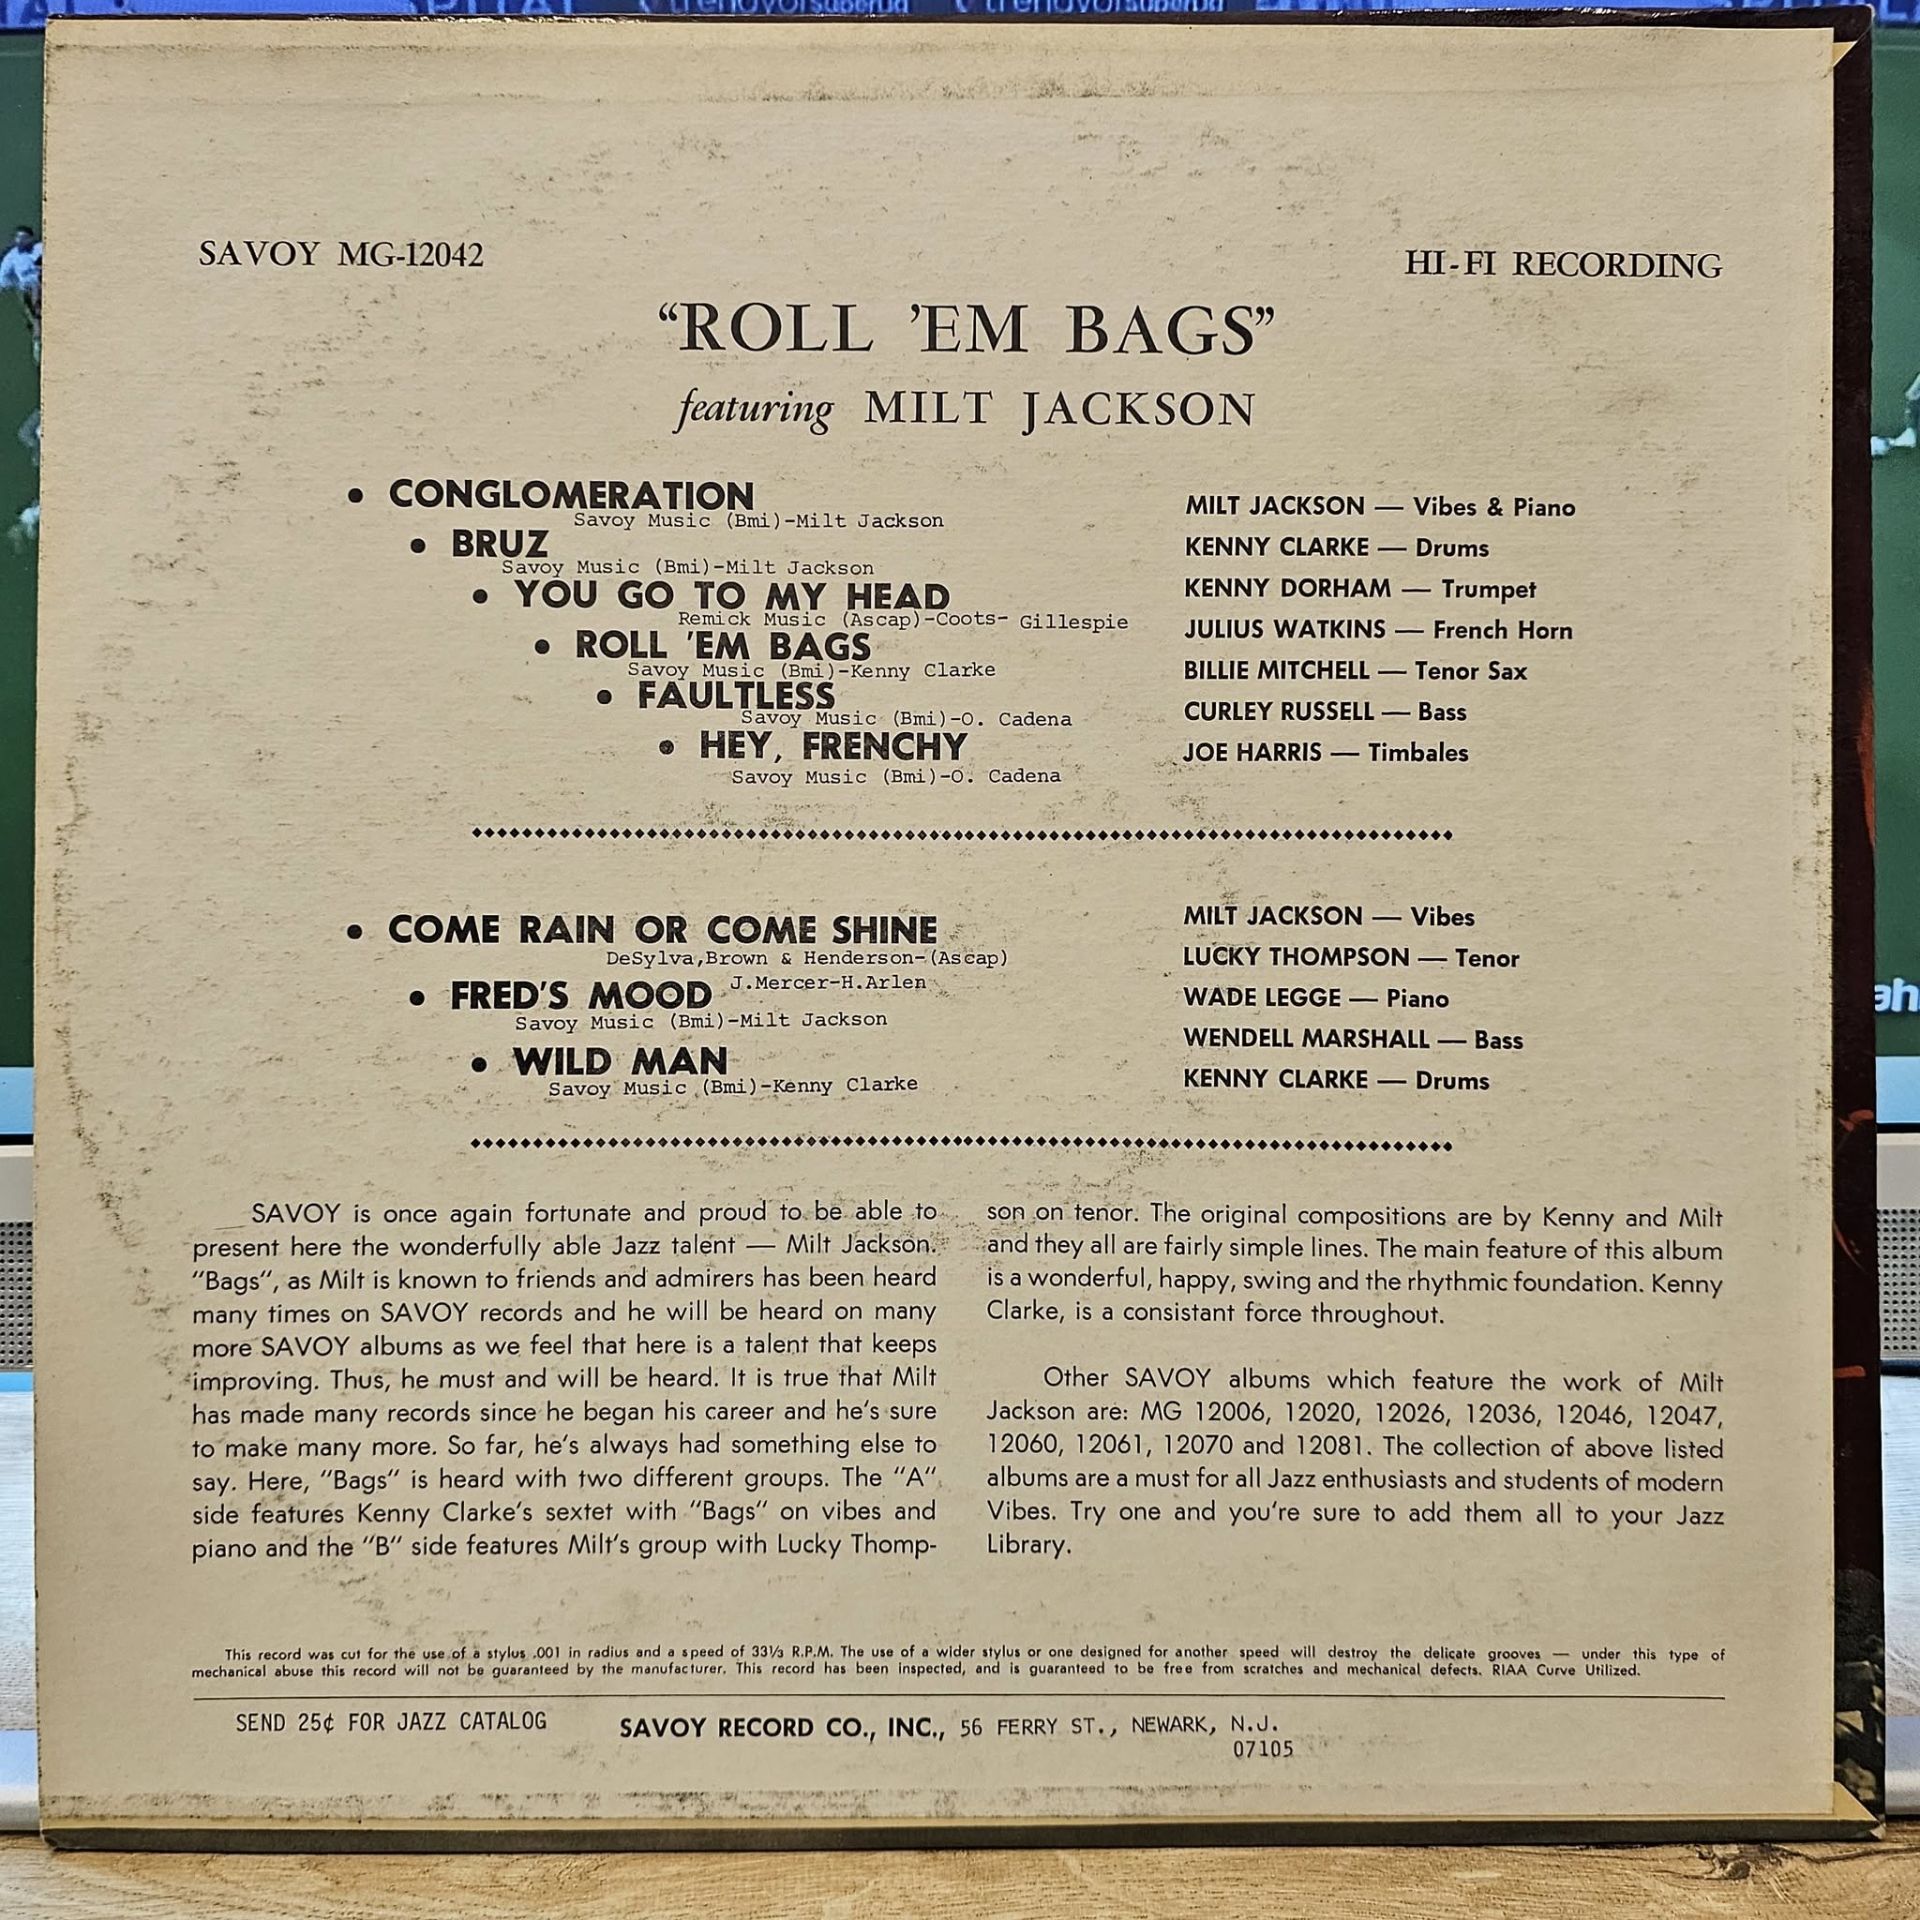 SAVOY MG-12042
HI-FI RECORDING
“ROLL ’EM BAGS”
featuring MILT JACKSON
• CONGLOMERATION
Savoy Music (Bmi)-Milt Jackson
• BRUZ
Savoy Music (Bmi)-Milt Jackson
• YOU GO TO MY HEAD
Remick Music (Ascap)-Coots- Gillespie
• ROLL ’EM BAGS
Savoy Music (Bmi)-Kenny Clarke
• FAULTLESS
Savoy Music (Bmi)-O. Cadena
• HEY, FRENCHY
Savoy Music (Bmi)-O. Cadena
MILT JACKSON — Vibes & Piano
KENNY CLARKE — Drums
KENNY DORHAM — Trumpet
JULIUS WATKINS — French Horn
BILLIE MITCHELL — Tenor Sax
CURLEY RUSSELL — Bass
JOE HARRIS — Timbales
• COME RAIN OR COME SHINE
DeSylva,Brown & Henderson-(Ascap)
J.Mercer-H.Arlen
• FRED'S MOOD
Savoy Music (Bmi)-Milt Jackson
• WILD MAN
Savoy Music (Bmi)-Kenny Clarke
MILT JACKSON — Vibes
LUCKY THOMPSON — Tenor
WADE LEGGE — Piano
WENDELL MARSHALL — Bass
KENNY CLARKE — Drums
SAVOY is once again fortunate and proud to be able to
present here the wonderfully able Jazz talent — Milt Jackson.
"Bags", as Milt is known to friends and admirers has been heard
many times on SAVOY records and he will be heard on many
more SAVOY albums as we feel that here is a talent that keeps
improving. Thus, he must and will be heard. It is true that Milt
has made many records since he began his career and he's sure
to make many more. So far, he's always had something else to
say. Here, "Bags" is heard with two different groups. The "A"
side features Kenny Clarke's sextet with "Bags" on vibes and
piano and the "B" side features Milt's group with Lucky Thomp-
son on tenor. The original compositions are by Kenny and Milt
and they all are fairly simple lines. The main feature of this album
is a wonderful, happy, swing and the rhythmic foundation. Kenny
Clarke, is a consistant force throughout.
Other SAVOY albums which feature the work of Milt
Jackson are: MG 12006, 12020, 12026, 12036, 12046, 12047,
12060, 12061, 12070 and 12081. The collection of above listed
albums are a must for all Jazz enthusiasts and students of modern
Vibes. Try one and you're sure to add them all to your Jazz
Library.
This record was cut for the use of a stylus .001 in radius and a speed of 33⅓ R.P.M. The use of a wider stylus or one designed for another speed will destroy the delicate grooves — under this type of
mechanical abuse this record will not be guaranteed by the manufacturer. This record has been inspected, and is guaranteed to be free from scratches and mechanical defects. RIAA Curve Utilized.
SEND 25¢ FOR JAZZ CATALOG
SAVOY RECORD CO., INC., 56 FERRY ST., NEWARK, N.J.
07105